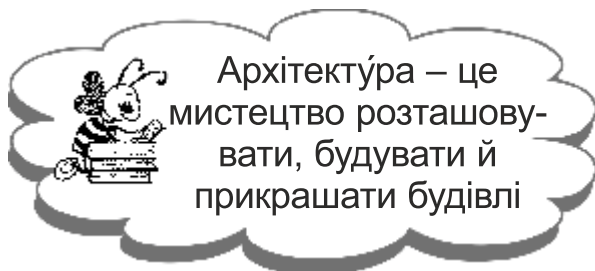 Архітекту́ра – це
мистецтво розташову-
вати, будувати й
прикрашати будівлі